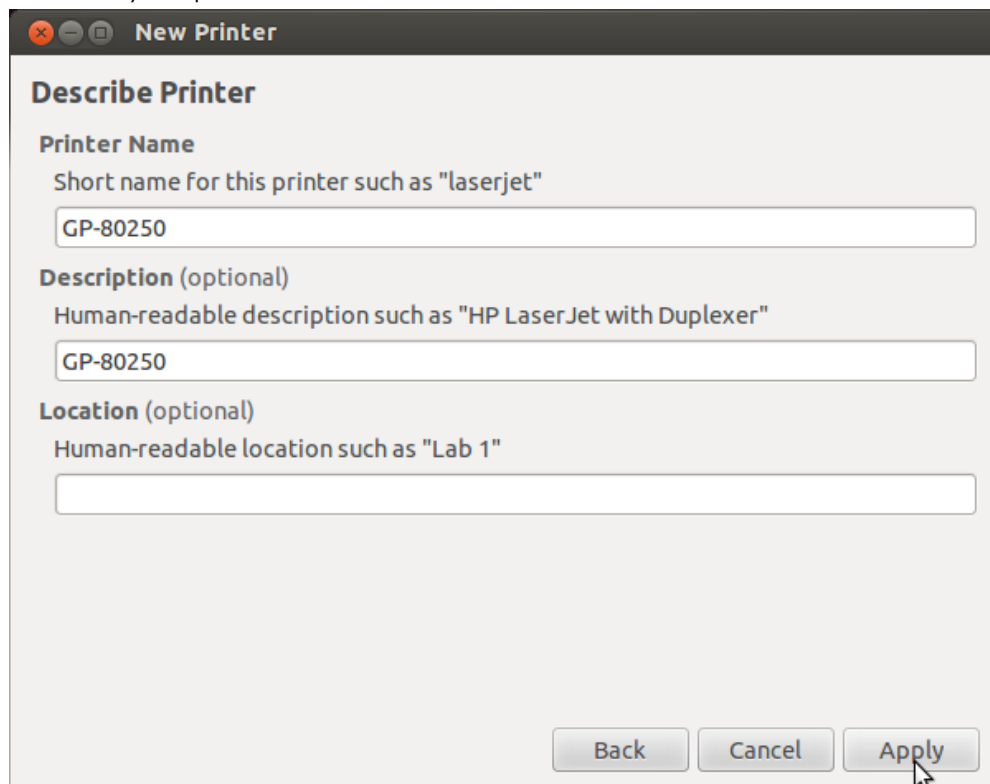 New Printer
Describe Printer
Printer Name
Short name for this printer such as "laserjet"
GP-80250
Description (optional)
Human-readable description such as "HP LaserJet with Duplexer"
GP-80250
Location (optional)
Human-readable location such as "Lab 1"
Back Cancel Apply